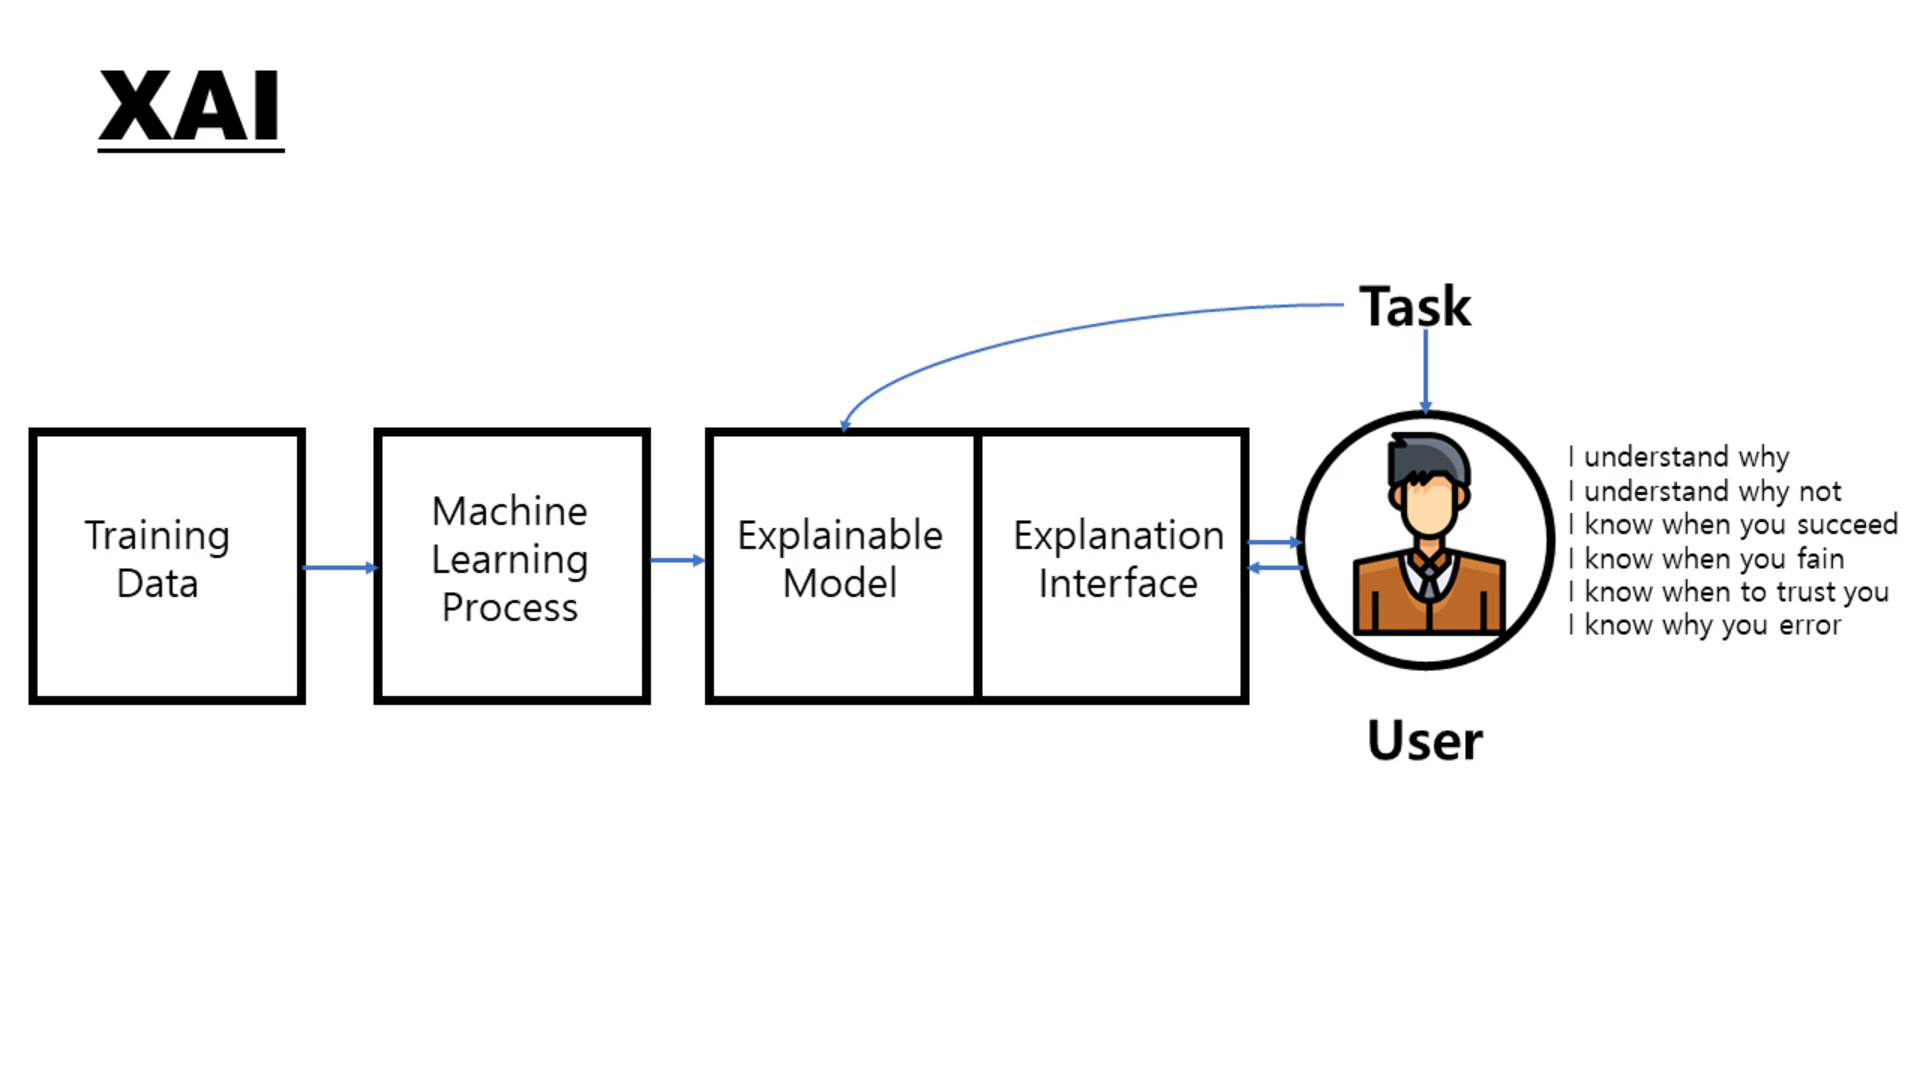 XAI
Task
Training
Data
Machine
Learning
Process
Explainable
Model
Explanation
Interface
I understand why
I understand why not
I know when you succeed
I know when you fain
I know when to trust you
I know why you error
User